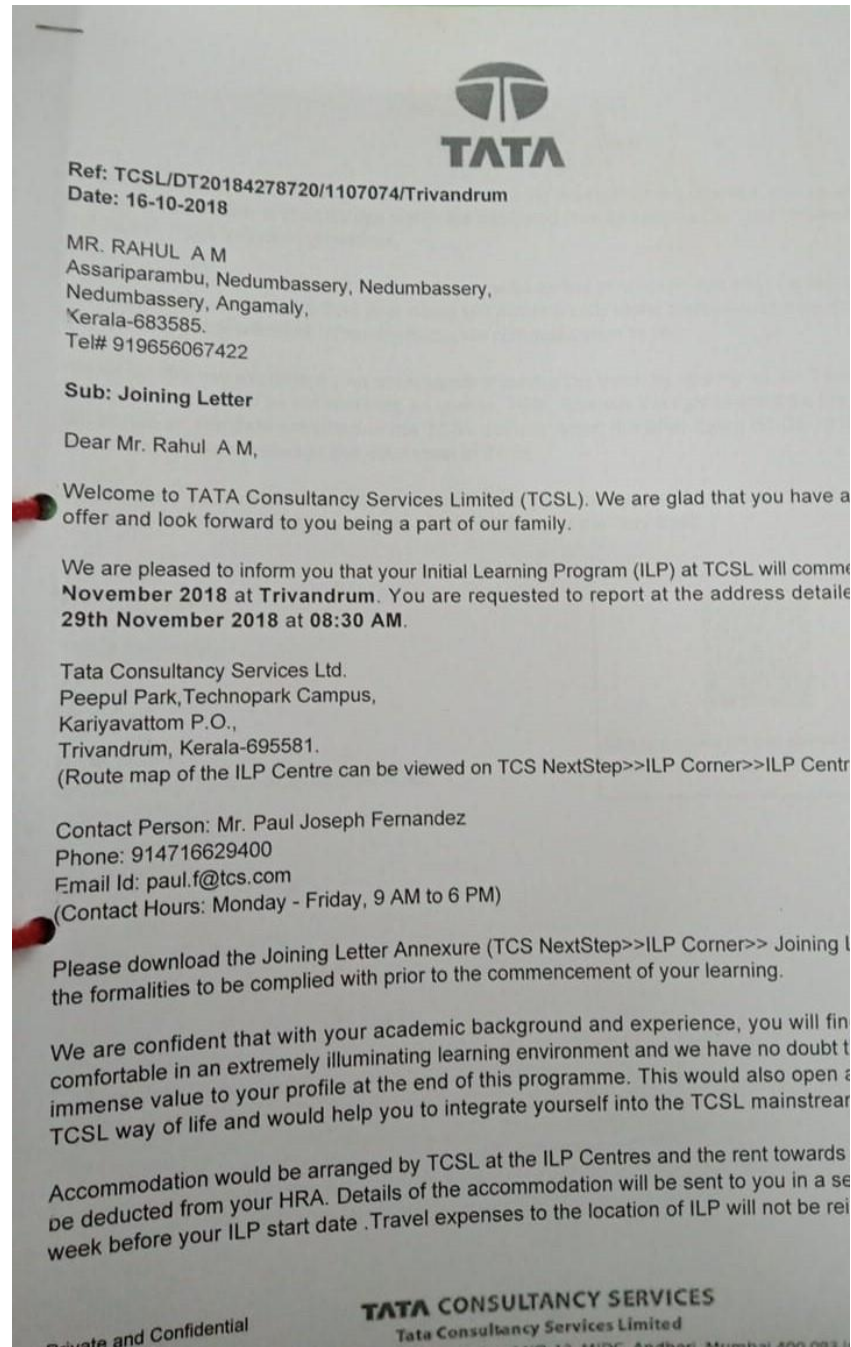 TATA
Ref: TCSL/DT20184278720/1107074/Trivandrum
Date: 16-10-2018
MR. RAHUL A M
Assariparambu, Nedumbassery, Nedumbassery,
Nedumbassery, Angamaly,
Kerala-683585.
Tel# 919656067422
Sub: Joining Letter
Dear Mr. Rahul A M,
Welcome to TATA Consultancy Services Limited (TCSL). We are glad that you have a
offer and look forward to you being a part of our family.
We are pleased to inform you that your Initial Learning Program (ILP) at TCSL will comme
November 2018 at Trivandrum. You are requested to report at the address detaile
29th November 2018 at 08:30 AM.
Tata Consultancy Services Ltd.
Peepul Park,Technopark Campus,
Kariyavattom P.O.,
Trivandrum, Kerala-695581.
(Route map of the ILP Centre can be viewed on TCS NextStep>>ILP Corner>>ILP Centr
Contact Person: Mr. Paul Joseph Fernandez
Phone: 914716629400
Email Id: paul.f@tcs.com
(Contact Hours: Monday - Friday, 9 AM to 6 PM)
Please download the Joining Letter Annexure (TCS NextStep>>ILP Corner>> Joining L
the formalities to be complied with prior to the commencement of your learning.
We are confident that with your academic background and experience, you will fin
comfortable in an extremely illuminating learning environment and we have no doubt t
immense value to your profile at the end of this programme. This would also open a
TCSL way of life and would help you to integrate yourself into the TCSL mainstrear
Accommodation would be arranged by TCSL at the ILP Centres and the rent towards
be deducted from your HRA. Details of the accommodation will be sent to you in a se
week before your ILP start date .Travel expenses to the location of ILP will not be rei
Private and Confidential
TATA CONSULTANCY SERVICES
Tata Consultancy Services Limited
Andheri, Mumbai 400 093